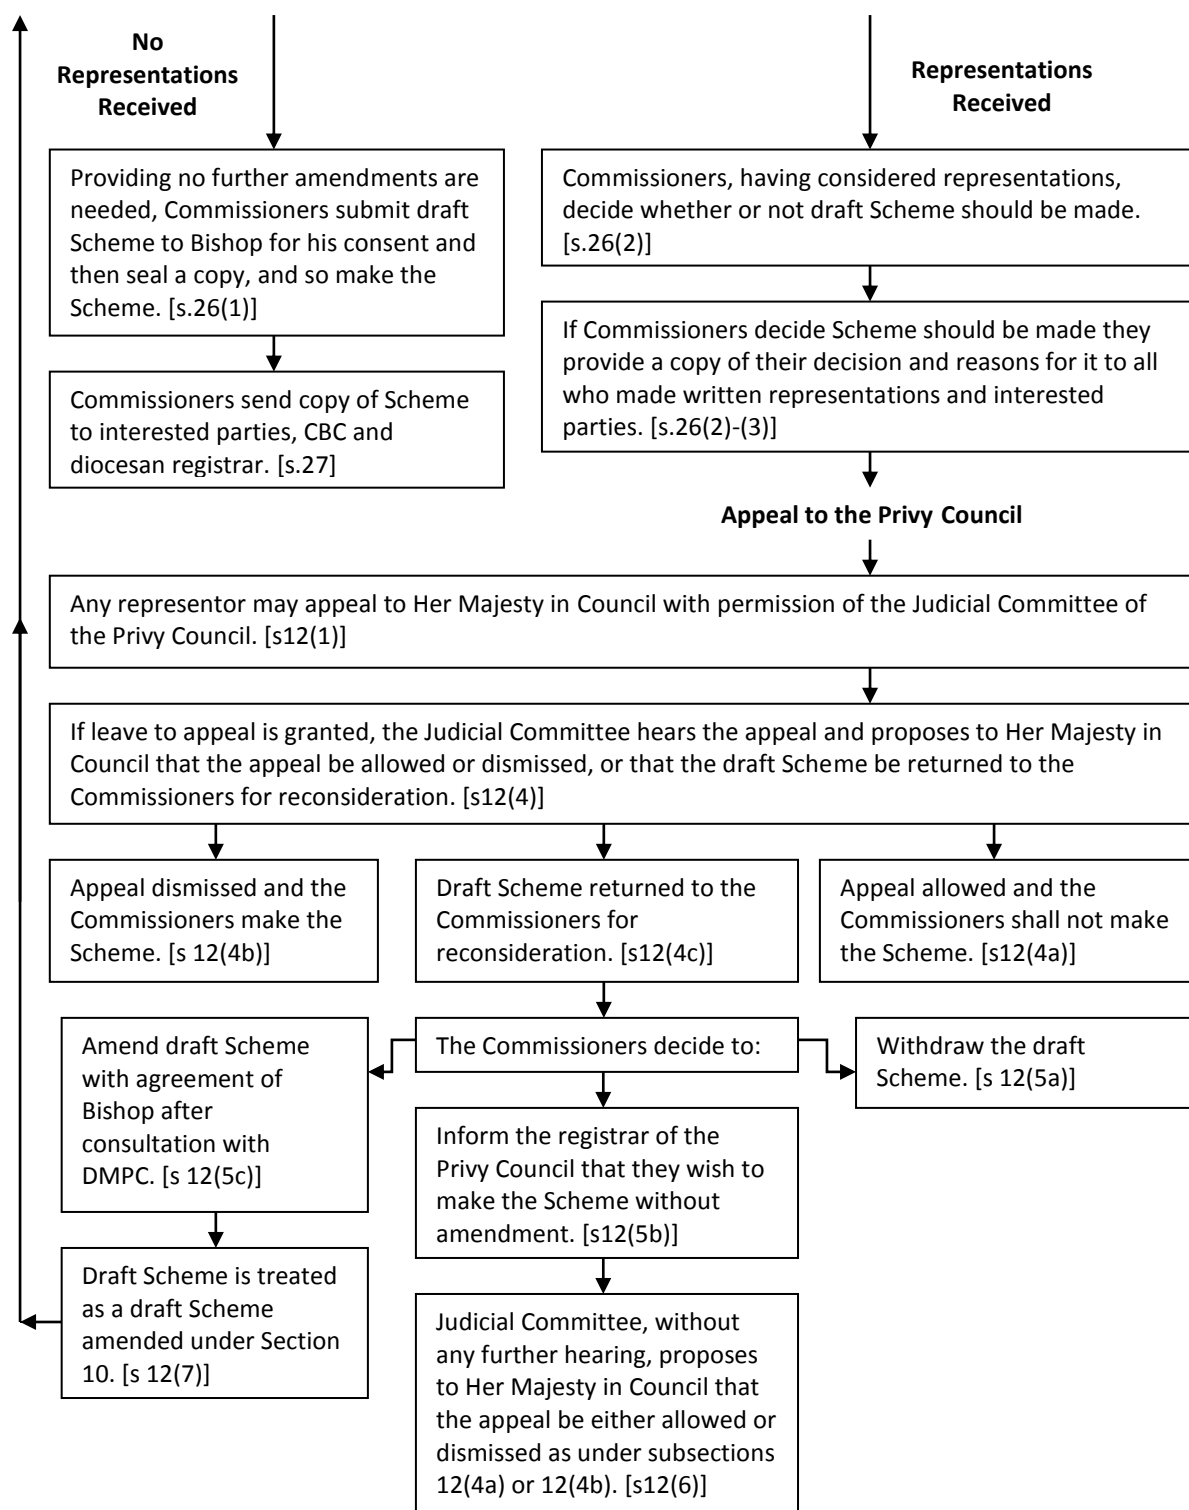 No
Representations
Received
Representations
Received
Providing no further amendments are
needed, Commissioners submit draft
Scheme to Bishop for his consent and
then seal a copy, and so make the
Scheme. [s.26(1)]
Commissioners, having considered representations,
decide whether or not draft Scheme should be made.
[s.26(2)]
If Commissioners decide Scheme should be made they
provide a copy of their decision and reasons for it to all
who made written representations and interested
parties. [s.26(2)-(3)]
Commissioners send copy of Scheme
to interested parties, CBC and
diocesan registrar. [s.27]
Appeal to the Privy Council
Any representor may appeal to Her Majesty in Council with permission of the Judicial Committee of
the Privy Council. [s12(1)]
If leave to appeal is granted, the Judicial Committee hears the appeal and proposes to Her Majesty in
Council that the appeal be allowed or dismissed, or that the draft Scheme be returned to the
Commissioners for reconsideration. [s12(4)]
Appeal dismissed and the
Commissioners make the
Scheme. [s 12(4b)]
Draft Scheme returned to the
Commissioners for
reconsideration. [s12(4c)]
Appeal allowed and the
Commissioners shall not make
the Scheme. [s12(4a)]
Amend draft Scheme
with agreement of
Bishop after
consultation with
DMPC. [s 12(5c)]
The Commissioners decide to:
Withdraw the draft
Scheme. [s 12(5a)]
Inform the registrar of the
Privy Council that they wish to
make the Scheme without
amendment. [s12(5b)]
Draft Scheme is treated
as a draft Scheme
amended under Section
10. [s 12(7)]
Judicial Committee, without
any further hearing, proposes
to Her Majesty in Council that
the appeal be either allowed or
dismissed as under subsections
12(4a) or 12(4b). [s12(6)]